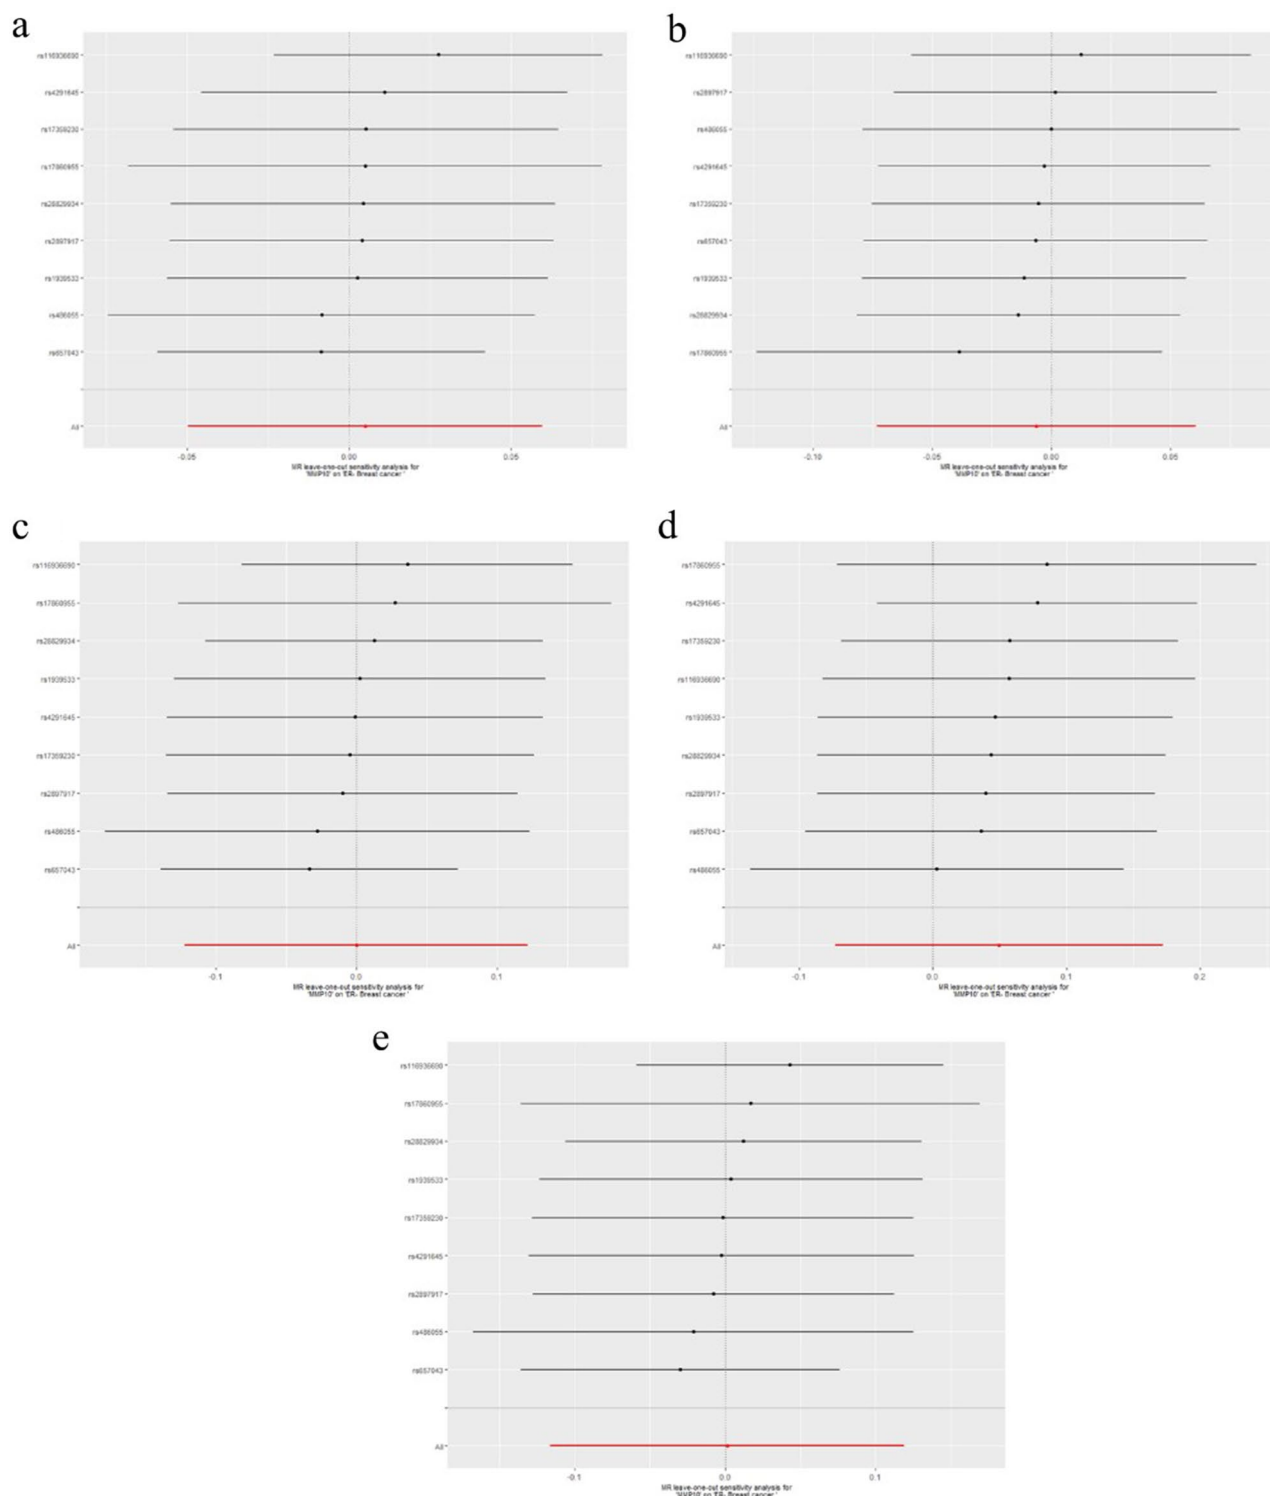 a
rs116936690
rs4291645
rs17359230
rs17860955
rs28829934
rs2897917
rs1939533
rs486055
rs657043
All
-0.05
0.00
0.05
MR leave-one-out sensitivity analysis for
'MMP10' on 'ER- Breast cancer '
b
rs116936690
rs2897917
rs486055
rs4291645
rs17359230
rs657043
rs1939533
rs28829934
rs17860955
All
-0.10
-0.05
0.00
0.05
MR leave-one-out sensitivity analysis for
'MMP10' on 'ER- Breast cancer '
c
rs116936690
rs17860955
rs28829934
rs1939533
rs4291645
rs17359230
rs2897917
rs486055
rs657043
All
-0.1
0.0
0.1
MR leave-one-out sensitivity analysis for
'MMP10' on 'ER- Breast cancer '
d
rs17860955
rs4291645
rs17359230
rs116936690
rs1939533
rs28829934
rs2897917
rs657043
rs486055
All
-0.1
0.0
0.1
0.2
MR leave-one-out sensitivity analysis for
'MMP10' on 'ER- Breast cancer '
e
rs116936690
rs17860955
rs28829934
rs1939533
rs17359230
rs4291645
rs2897917
rs486055
rs657043
All
-0.1
0.0
0.1
MR leave-one-out sensitivity analysis for
'MMP10' on 'ER- Breast cancer '